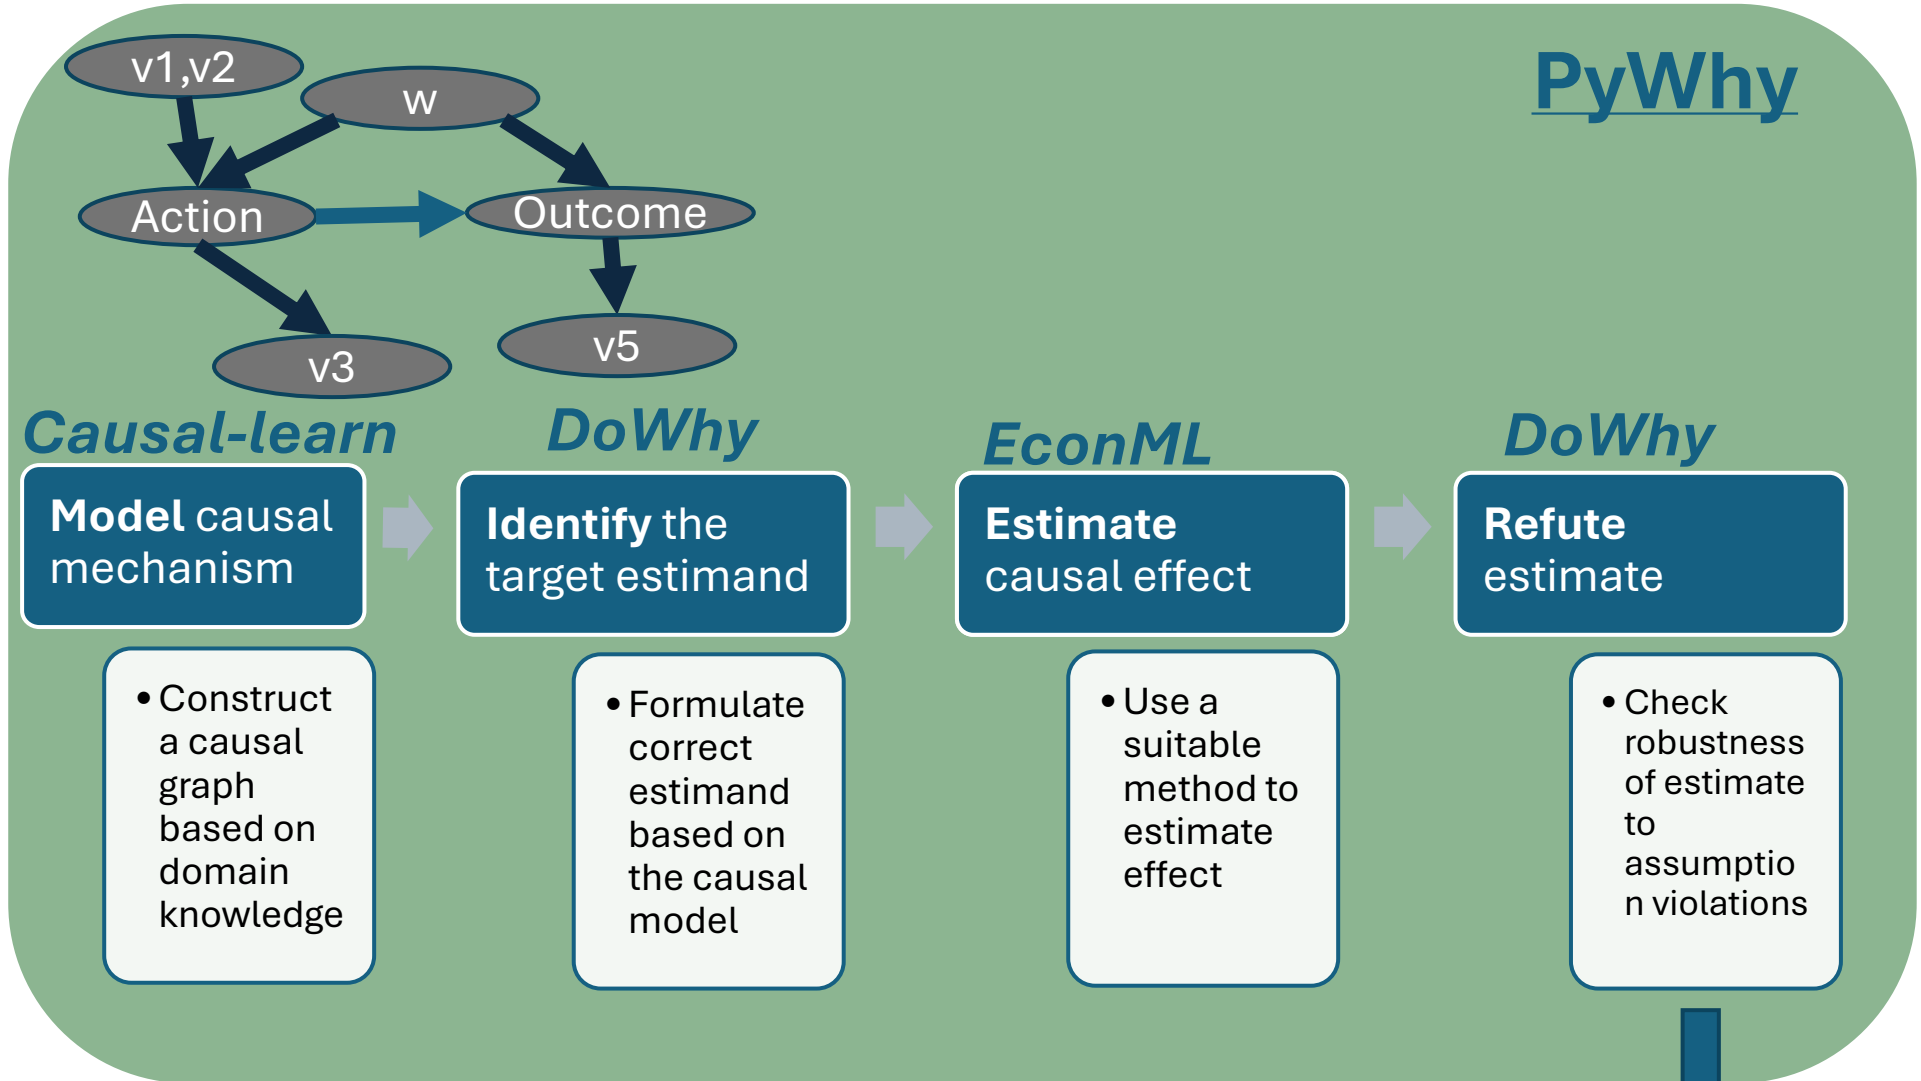 v1,v2
w
PyWhy
Action
Outcome
v3
v5
Causal-learn
DoWhy
EconML
DoWhy
Model causal
mechanism
Identify the
target estimand
Estimate
causal effect
Refute
estimate
• Construct
a causal
graph
based on
domain
knowledge
• Formulate
correct
estimand
based on
the causal
model
• Use a
suitable
method to
estimate
effect
• Check
robustness
of estimate
to
assumptio
n violations